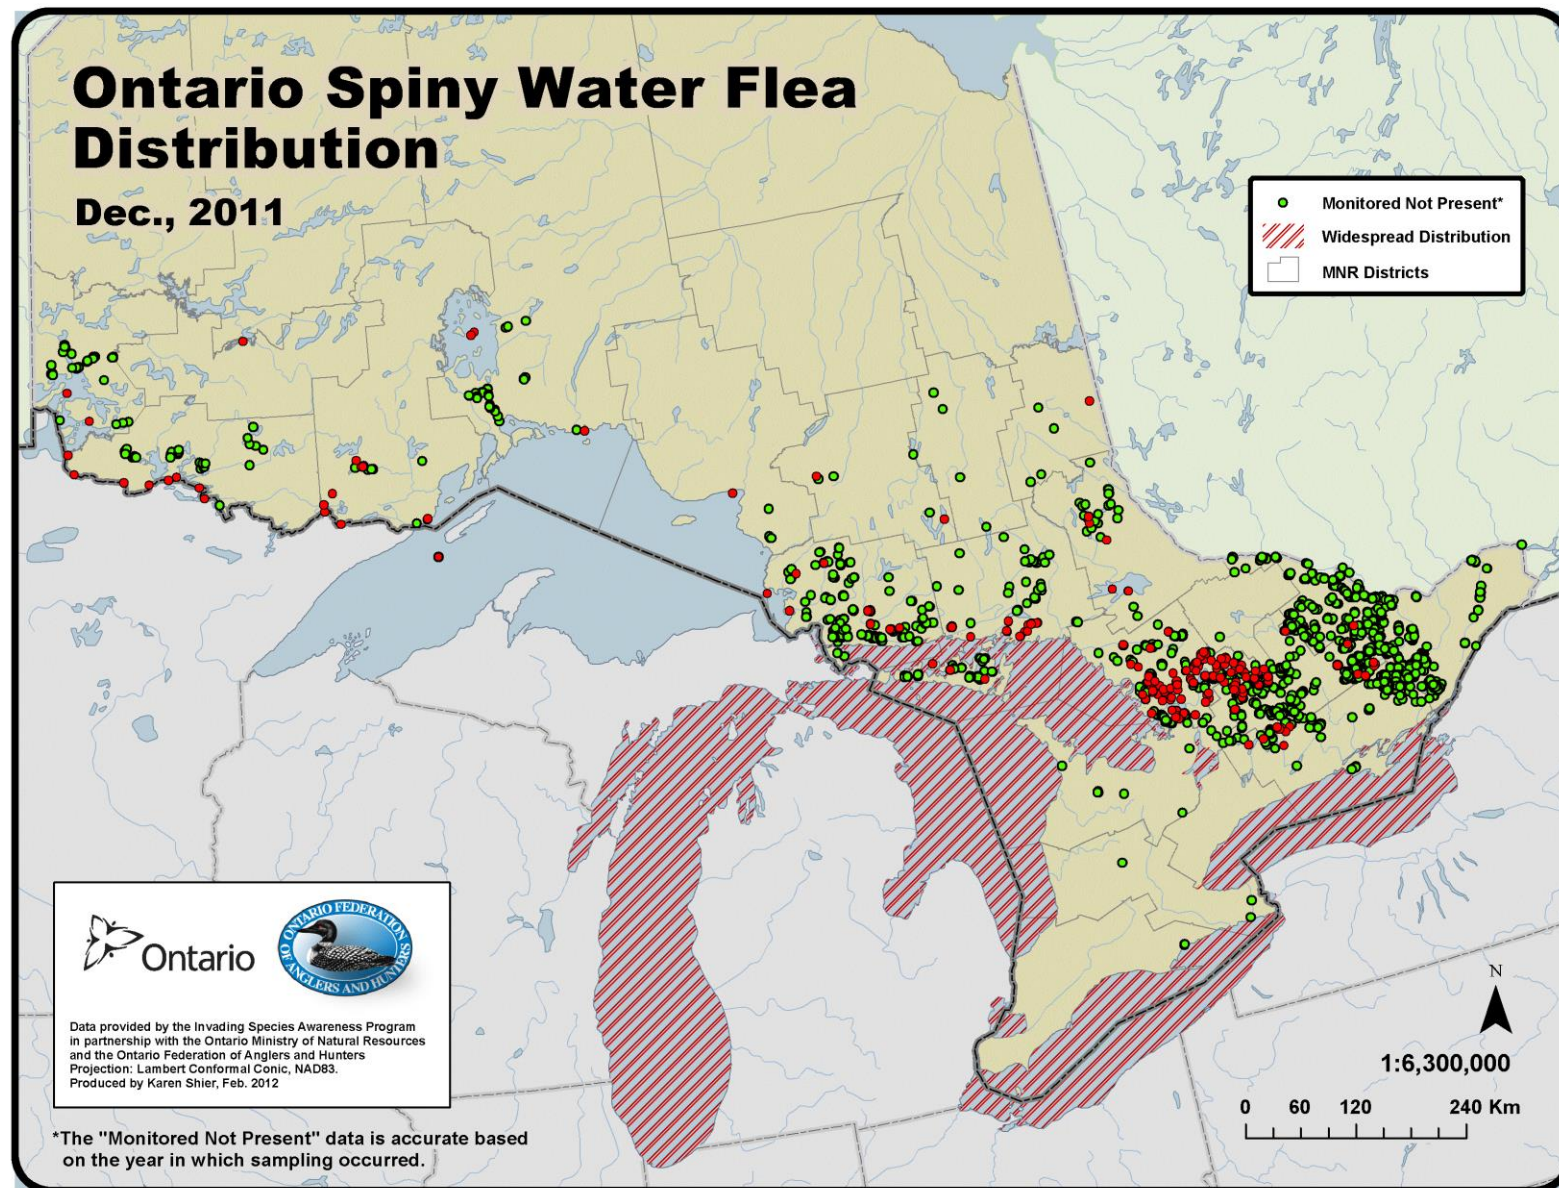 Ontario Spiny Water Flea
Distribution
Dec., 2011
Monitored Not Present*
Widespread Distribution
MNR Districts
Ontario
ONTARIO FEDERATION
OF ANGLERS AND HUNTERS
Data provided by the Invading Species Awareness Program
in partnership with the Ontario Ministry of Natural Resources
and the Ontario Federation of Anglers and Hunters
Projection: Lambert Conformal Conic, NAD83.
Produced by Karen Shier, Feb. 2012
*The "Monitored Not Present" data is accurate based
on the year in which sampling occurred.
N
1:6,300,000
0 60 120 240 Km